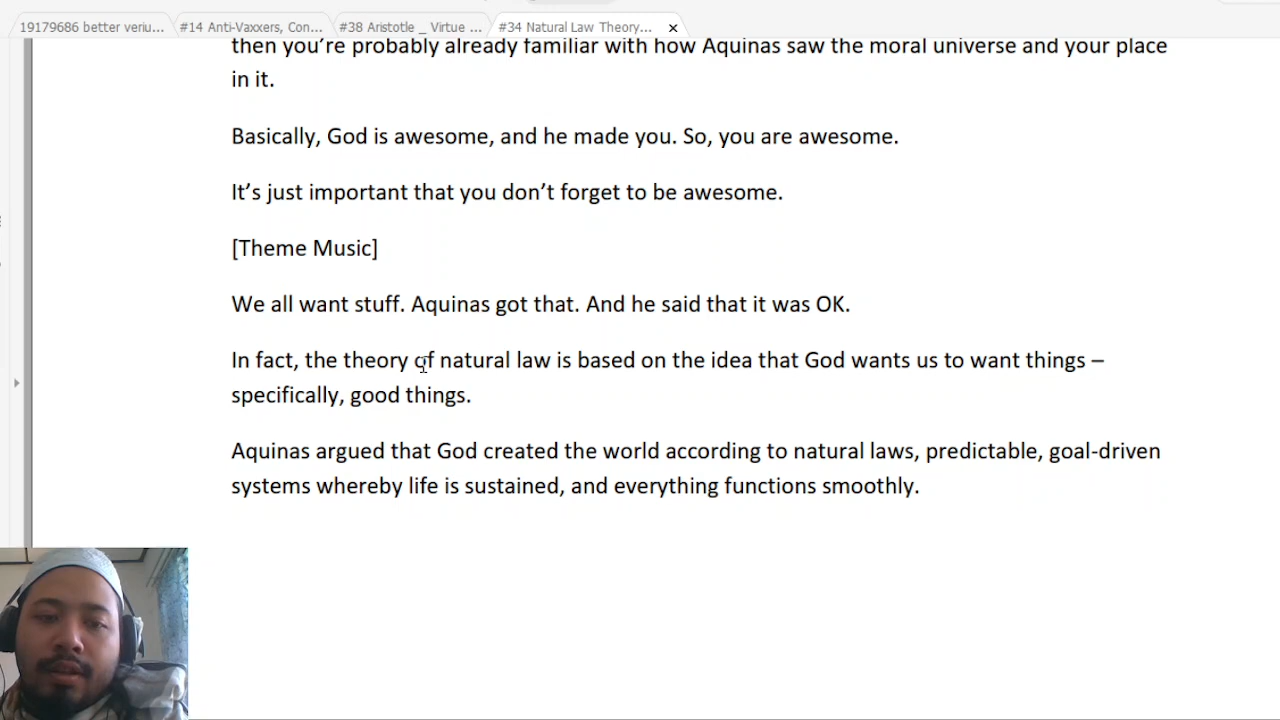 19179686 better veriu...
#14 Anti-Vaxxers, Con...
#38 Aristotle _ Virtue ...
#34 Natural Law Theory...
then you’re probably already familiar with how Aquinas saw the moral universe and your place
in it.
Basically, God is awesome, and he made you. So, you are awesome.
It’s just important that you don’t forget to be awesome.
[Theme Music]
We all want stuff. Aquinas got that. And he said that it was OK.
In fact, the theory of natural law is based on the idea that God wants us to want things –
specifically, good things.
Aquinas argued that God created the world according to natural laws, predictable, goal-driven
systems whereby life is sustained, and everything functions smoothly.